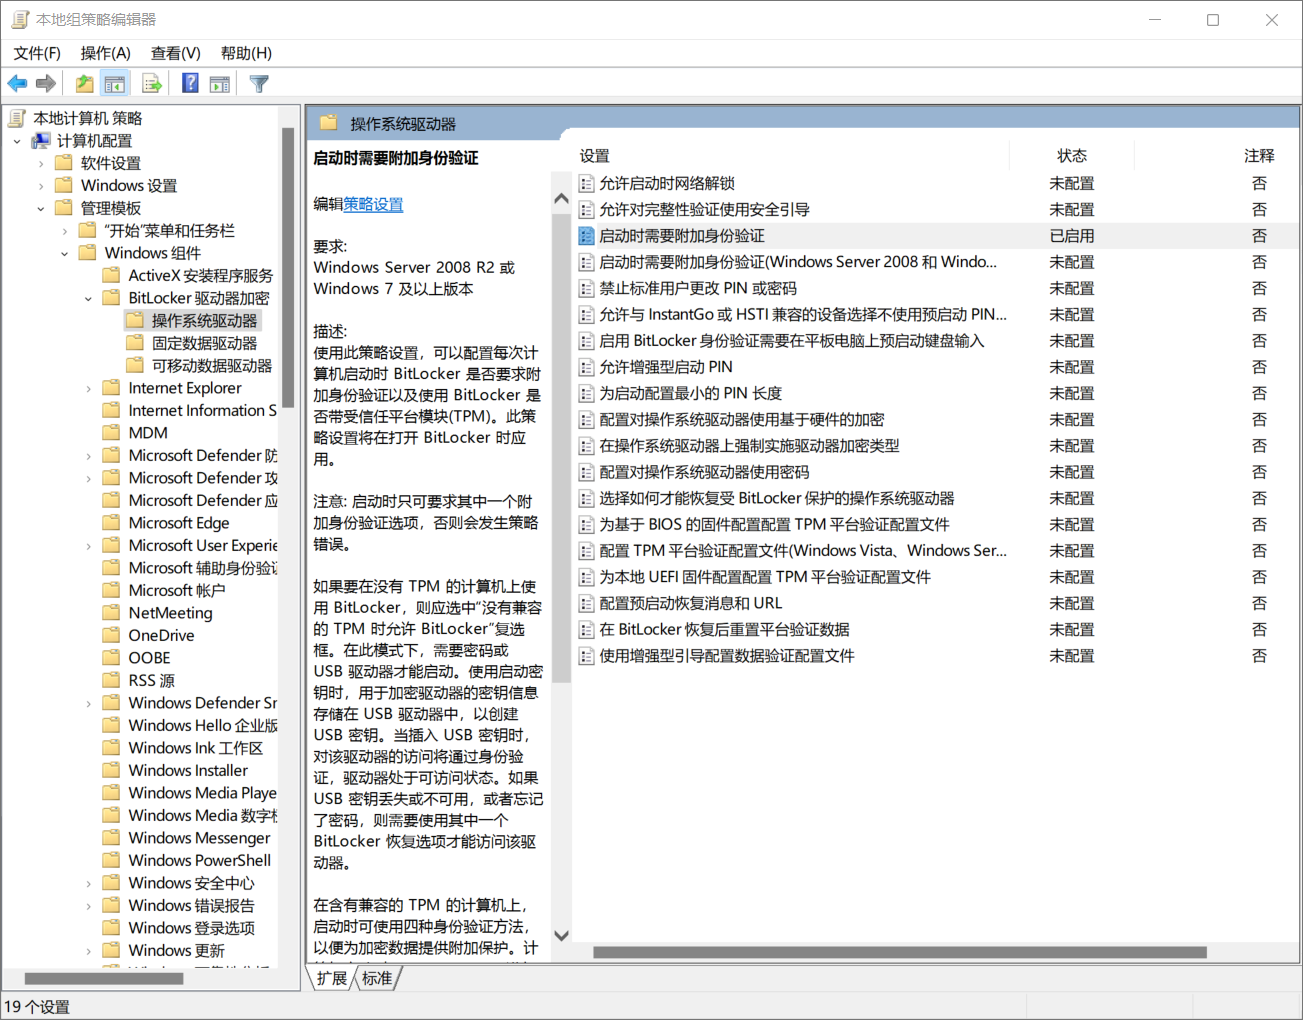 本地组策略编辑器
文件(F) 操作(A) 查看(V) 帮助(H)
本地计算机 策略
计算机配置
软件设置
Windows 设置
管理模板
“开始”菜单和任务栏
Windows 组件
ActiveX 安装程序服务
BitLocker 驱动器加密
操作系统驱动器
固定数据驱动器
可移动数据驱动器
Internet Explorer
Internet Information S
MDM
Microsoft Defender 防
Microsoft Defender 攻
Microsoft Defender 应
Microsoft Edge
Microsoft User Experie
Microsoft 辅助身份验证
Microsoft 帐户
NetMeeting
OneDrive
OOBE
RSS 源
Windows Defender Sr
Windows Hello 企业版
Windows Ink 工作区
Windows Installer
Windows Media Playe
Windows Media 数字
Windows Messenger
Windows PowerShell
Windows 安全中心
Windows 错误报告
Windows 登录选项
Windows 更新
操作系统驱动器
启动时需要附加身份验证
编辑策略设置
要求:
Windows Server 2008 R2 或
Windows 7 及以上版本
描述:
使用此策略设置，可以配置每次计
算机启动时 BitLocker 是否要求附
加身份验证以及使用 BitLocker 是
否带受信任平台模块(TPM)。此策
略设置将在打开 BitLocker 时应
用。
注意: 启动时只可要求其中一个附
加身份验证选项，否则会发生策略
错误。
如果要在没有 TPM 的计算机上使
用 BitLocker，则应选中“没有兼容
的 TPM 时允许 BitLocker”复选
框。在此模式下，需要密码或
USB 驱动器才能启动。使用启动密
钥时，用于加密驱动器的密钥信息
存储在 USB 驱动器中，以创建
USB 密钥。当插入 USB 密钥时，
对该驱动器的访问将通过身份验
证，驱动器处于可访问状态。如果
USB 密钥丢失或不可用，或者忘记
了密码，则需要使用其中一个
BitLocker 恢复选项才能访问该驱
动器。
在含有兼容的 TPM 的计算机上，
启动时可使用四种身份验证方法，
以便为加密数据提供附加保护。计
设置 状态 注释
允许启动时网络解锁 未配置 否
允许对完整性验证使用安全引导 未配置 否
启动时需要附加身份验证 已启用 否
启动时需要附加身份验证(Windows Server 2008 和 Windo... 未配置 否
禁止标准用户更改 PIN 或密码 未配置 否
允许与 InstantGo 或 HSTI 兼容的设备选择不使用预启动 PIN... 未配置 否
启用 BitLocker 身份验证需要在平板电脑上预启动键盘输入 未配置 否
允许增强型启动 PIN 未配置 否
为启动配置最小的 PIN 长度 未配置 否
配置对操作系统驱动器使用基于硬件的加密 未配置 否
在操作系统驱动器上强制实施驱动器加密类型 未配置 否
配置对操作系统驱动器使用密码 未配置 否
选择如何才能恢复受 BitLocker 保护的操作系统驱动器 未配置 否
为基于 BIOS 的固件配置配置 TPM 平台验证配置文件 未配置 否
配置 TPM 平台验证配置文件(Windows Vista、Windows Ser... 未配置 否
为本地 UEFI 固件配置配置 TPM 平台验证配置文件 未配置 否
配置预启动恢复消息和 URL 未配置 否
在 BitLocker 恢复后重置平台验证数据 未配置 否
使用增强型引导配置数据验证配置文件 未配置 否
扩展 标准
19 个设置